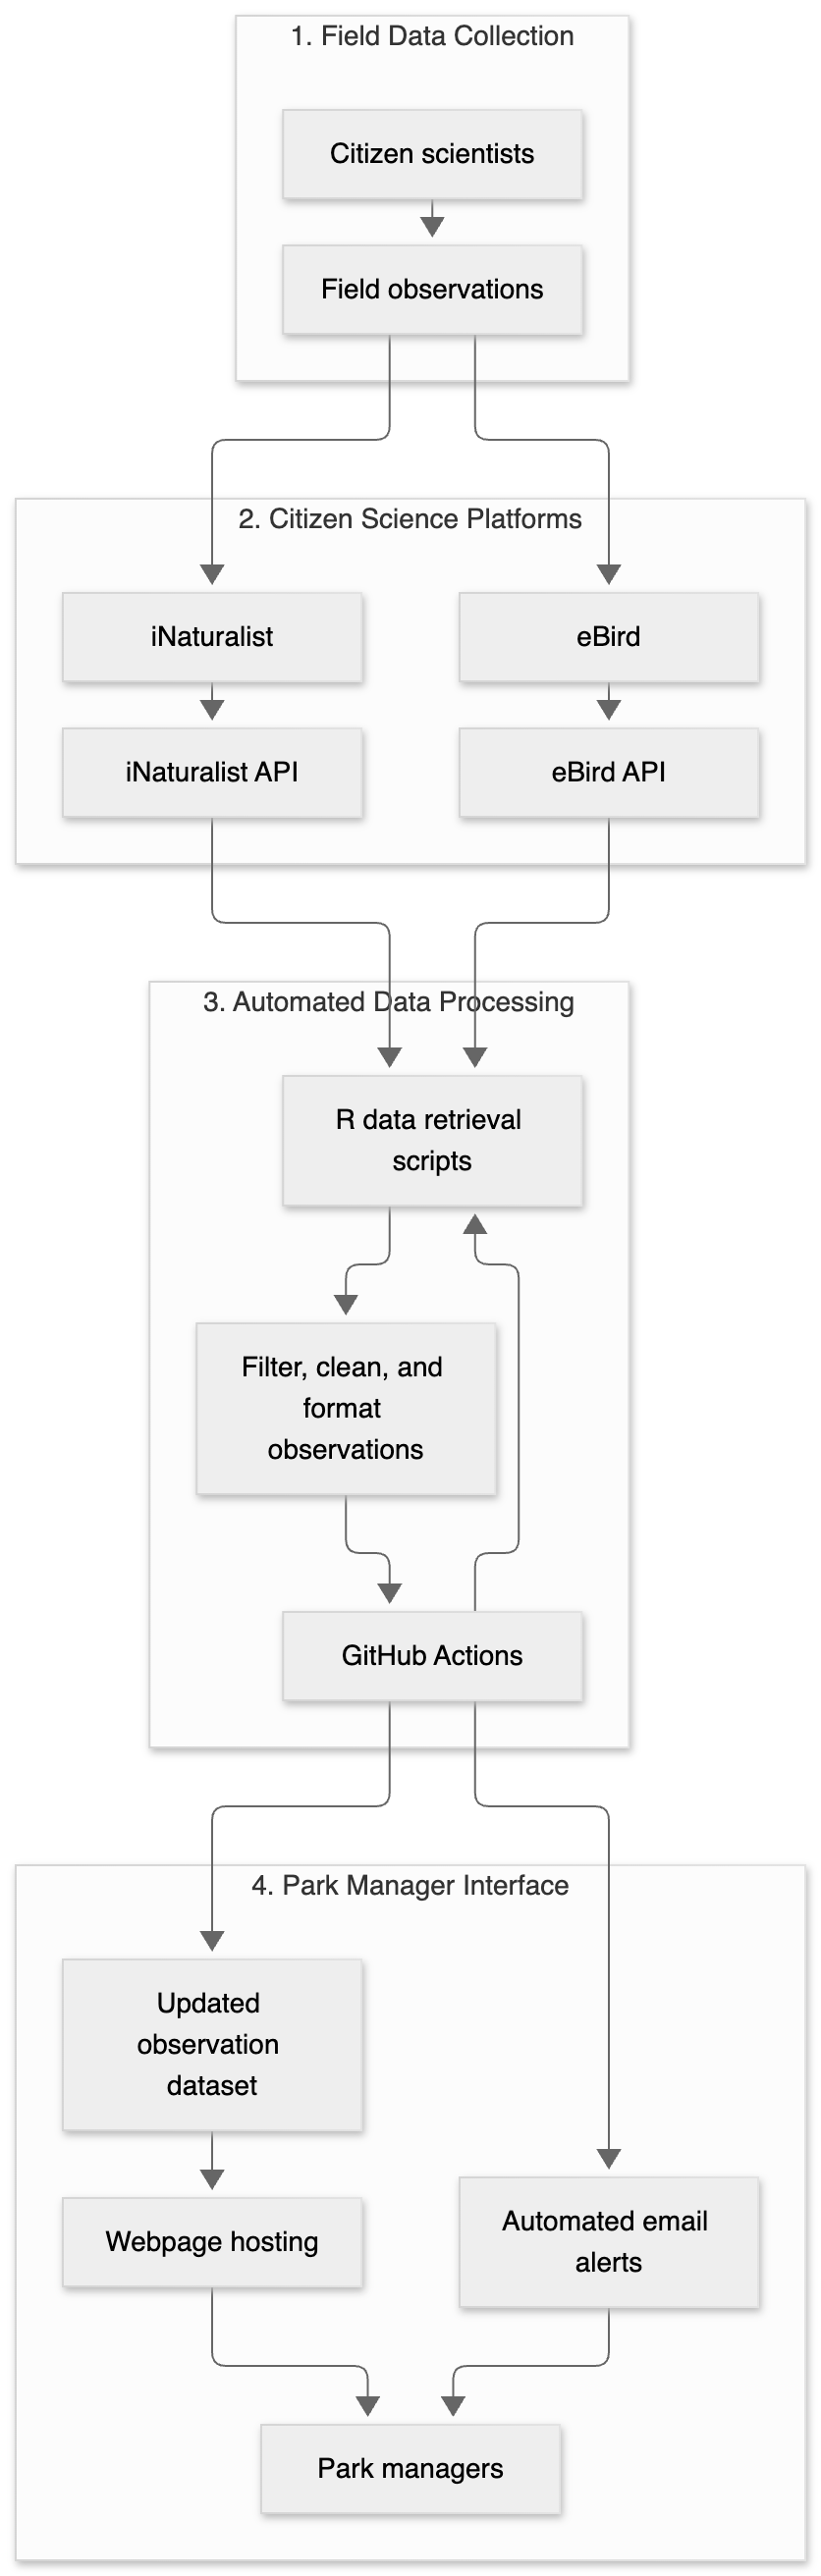 1. Field Data Collection
Citizen scientists
Field observations
2. Citizen Science Platforms
iNaturalist
eBird
iNaturalist API
eBird API
3. Automated Data Processing
R data retrieval
scripts
Filter, clean, and
format
observations
GitHub Actions
4. Park Manager Interface
Updated
observation
dataset
Webpage hosting
Automated email
alerts
Park managers